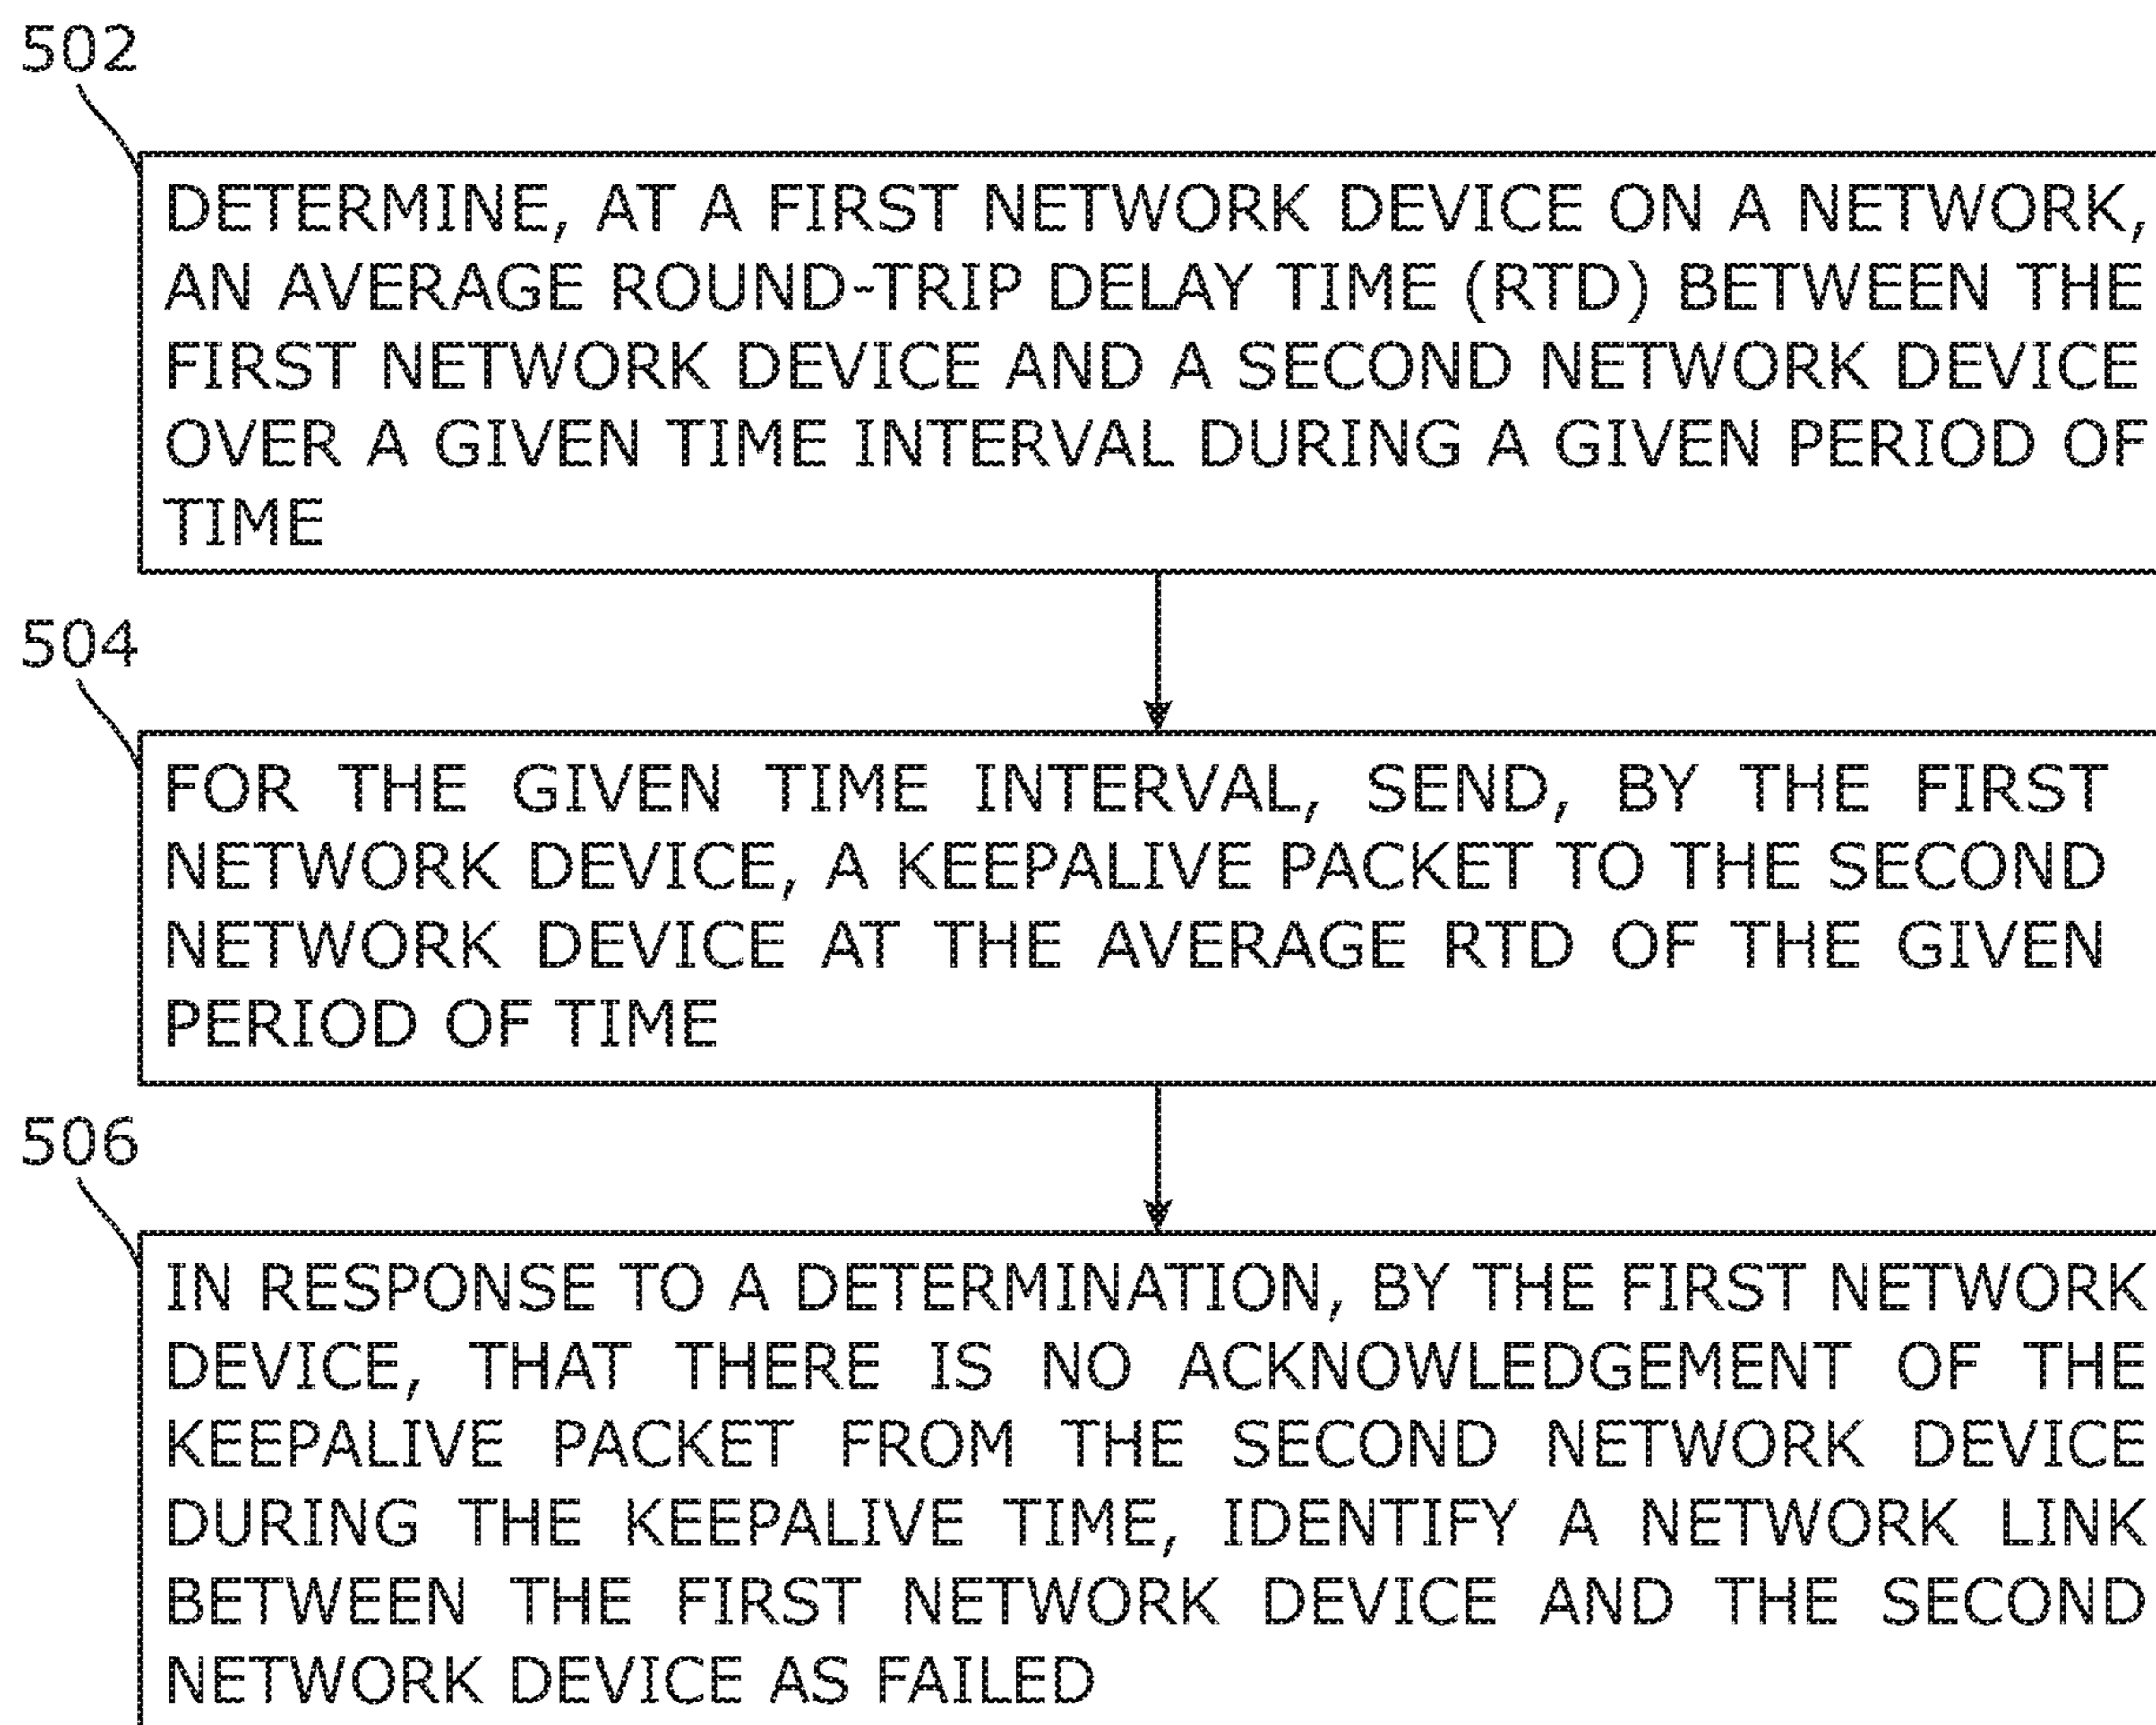 502
DETERMINE, AT A FIRST NETWORK DEVICE ON A NETWORK,
AN AVERAGE ROUND-TRIP DELAY TIME (RTD) BETWEEN THE
FIRST NETWORK DEVICE AND A SECOND NETWORK DEVICE
OVER A GIVEN TIME INTERVAL DURING A GIVEN PERIOD OF
TIME
504
FOR THE GIVEN TIME INTERVAL, SEND, BY THE FIRST
NETWORK DEVICE, A KEEPALIVE PACKET TO THE SECOND
NETWORK DEVICE AT THE AVERAGE RTD OF THE GIVEN
PERIOD OF TIME
506
IN RESPONSE TO A DETERMINATION, BY THE FIRST NETWORK
DEVICE, THAT THERE IS NO ACKNOWLEDGEMENT OF THE
KEEPALIVE PACKET FROM THE SECOND NETWORK DEVICE
DURING THE KEEPALIVE TIME, IDENTIFY A NETWORK LINK
BETWEEN THE FIRST NETWORK DEVICE AND THE SECOND
NETWORK DEVICE AS FAILED